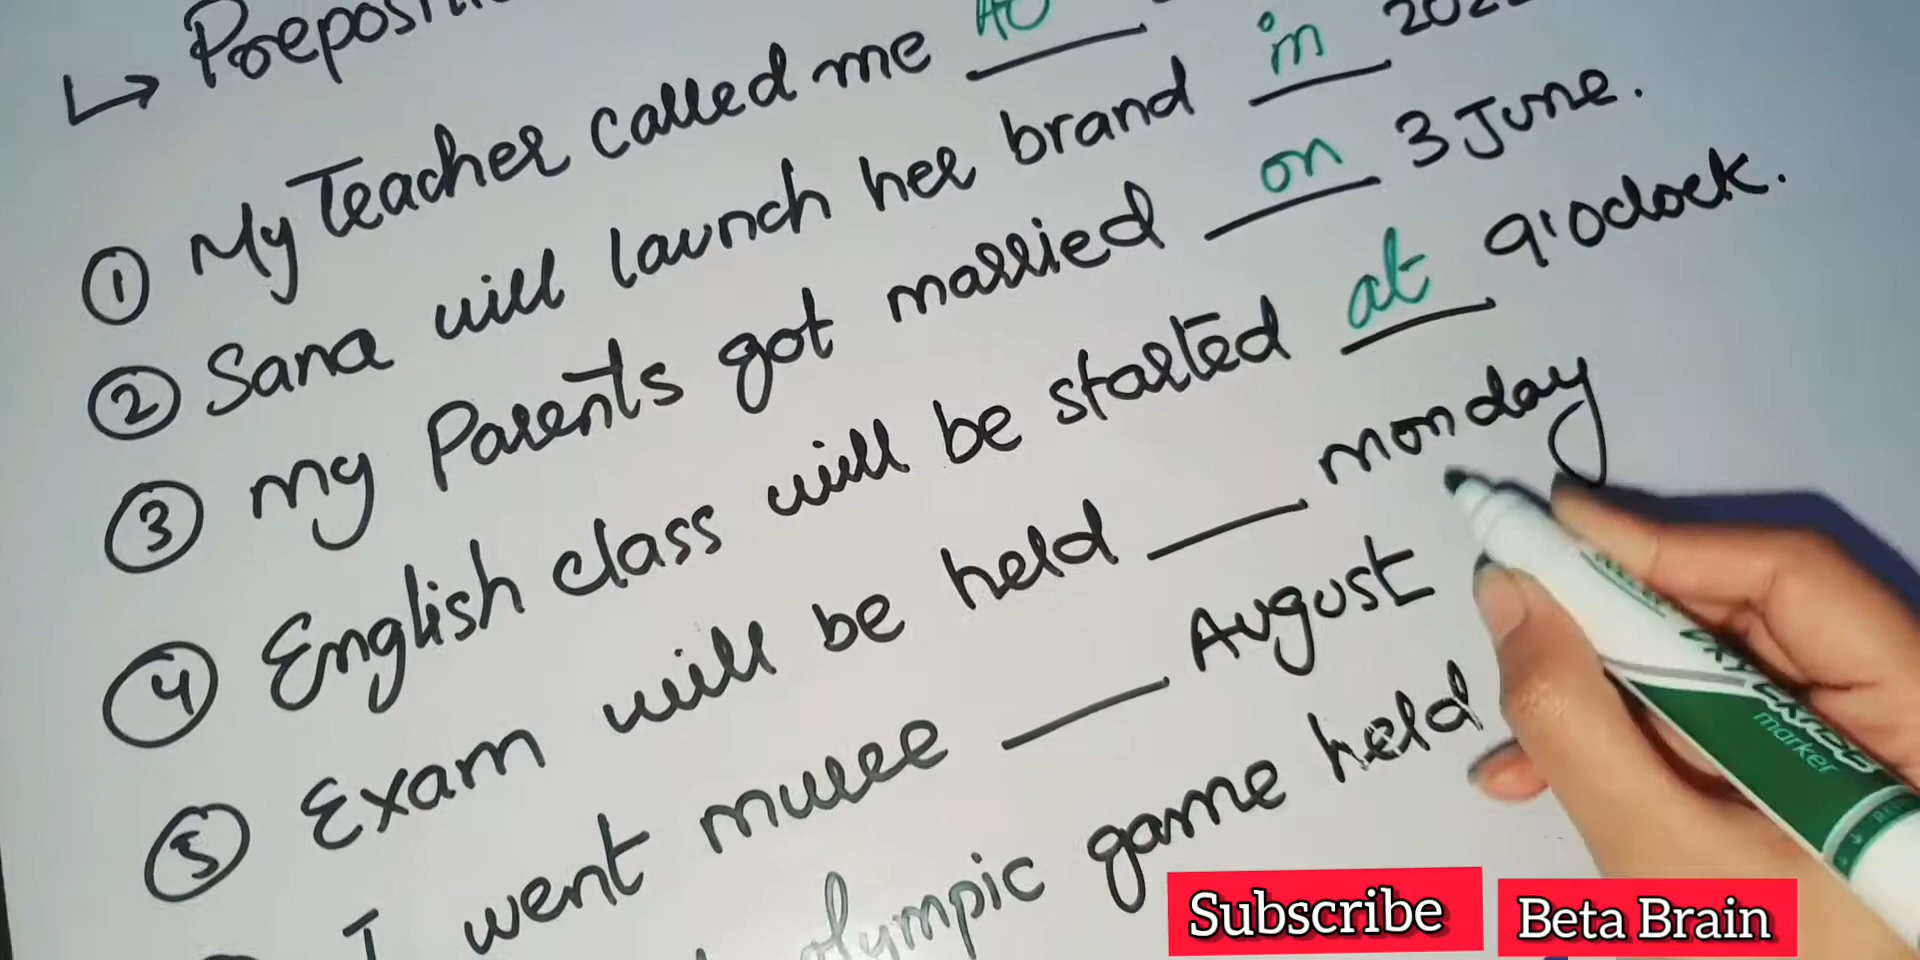 ↳ Preposi
① My Teacher called me
② Sana will launch her brand in 202
③ my Parents got married on 3 June.
④ English class will be started at 9'oclock.
⑤ Exam will be held ___ monday
I went muree ___ August
olympic game held
marker
Subscribe
Beta Brain